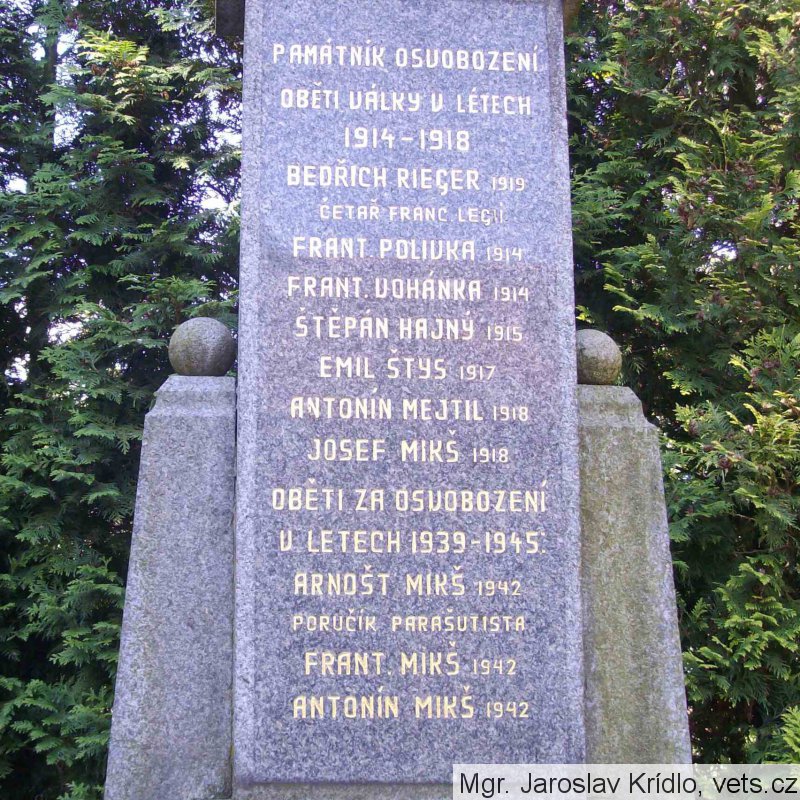 PAMÁTNÍK OSVOBOZENÍ
OBĚTI VÁLKY V LÉTECH
1914-1918
BEDŘICH RIEGER 1919
ČETAŘ FRANC. LEGIÍ
FRANT. POLIVKA 1914
FRANT. VOHÁNKA 1914
ŠTĚPÁN HAJNÝ 1915
EMIL ŠTYS 1917
ANTONÍN MEJTIL 1918
JOSEF MIKŠ 1918
OBĚTI ZA OSVOBOZENÍ
V LETECH 1939-1945:
ARNOŠT MIKŠ 1942
PORUČÍK PARAŠUTISTA
FRANT. MIKŠ 1942
ANTONÍN MIKŠ 1942
Mgr. Jaroslav Krídlo, vets.cz